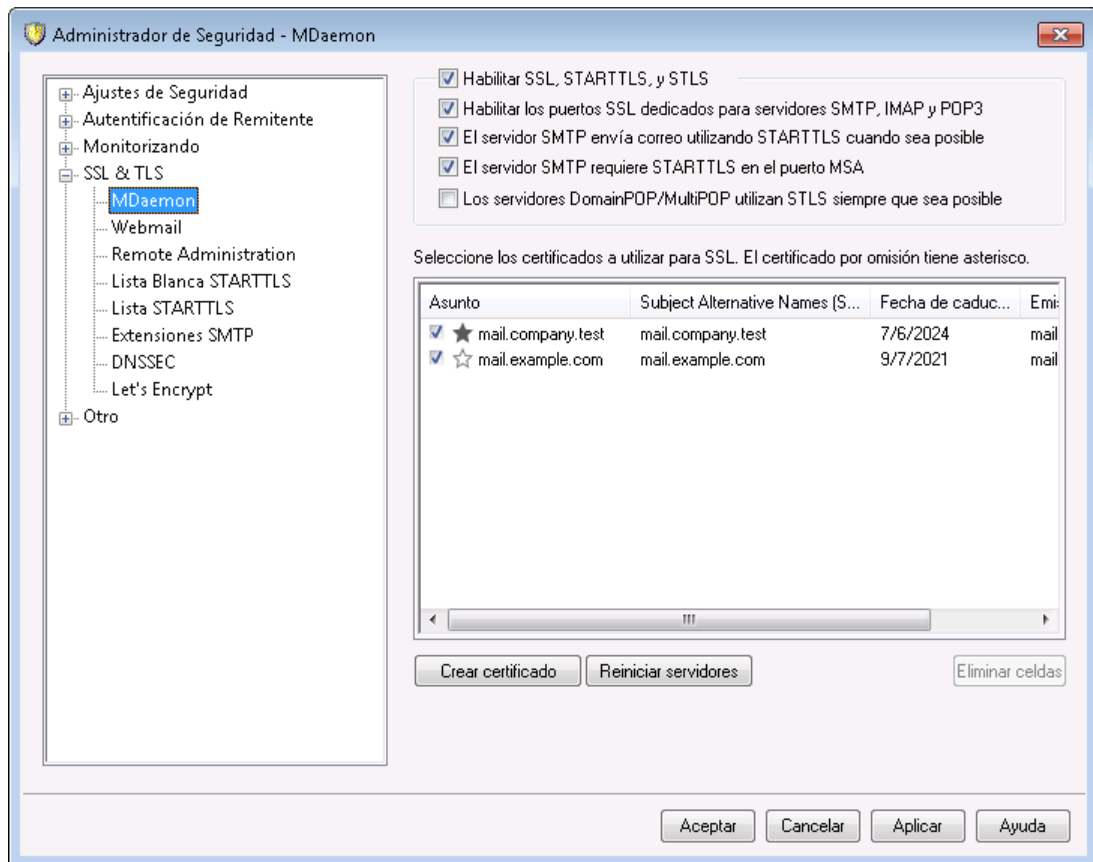 Administrador de Seguridad - MDaemon
Ajustes de Seguridad
Autentificación de Remitente
Monitorizando
SSL & TLS
MDaemon
Webmail
Remote Administration
Lista Blanca STARTTLS
Lista STARTTLS
Extensiones SMTP
DNSSEC
Let's Encrypt
Otro
Habilitar SSL, STARTTLS, y STLS
Habilitar los puertos SSL dedicados para servidores SMTP, IMAP y POP3
El servidor SMTP envía correo utilizando STARTTLS cuando sea posible
El servidor SMTP requiere STARTTLS en el puerto MSA
Los servidores DomainPOP/MultiPOP utilizan STLS siempre que sea posible
Seleccione los certificados a utilizar para SSL. El certificado por omisión tiene asterisco.
Asunto Subject Alternative Names (S... Fecha de caduc... Emi
mail.company.test mail.company.test 7/6/2024 mail
mail.example.com mail.example.com 9/7/2021 mail
Crear certificado Reiniciar servidores Eliminar celdas
Aceptar Cancelar Aplicar Ayuda